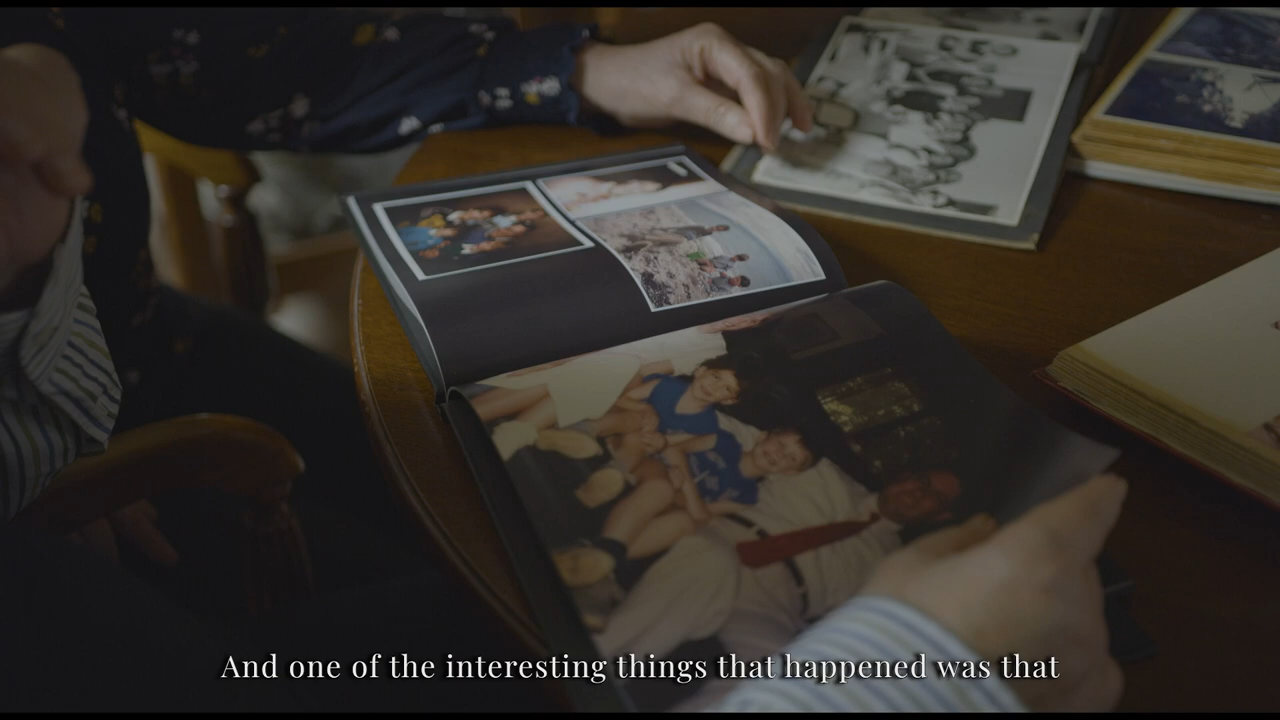 And one of the interesting things that happened was that